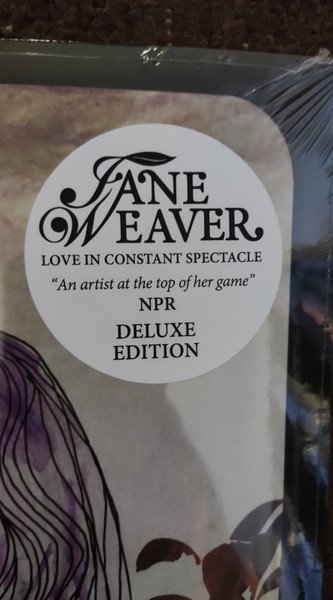 JANE
WEAVER
LOVE IN CONSTANT SPECTACLE
"An artist at the top of her game"
NPR
DELUXE
EDITION